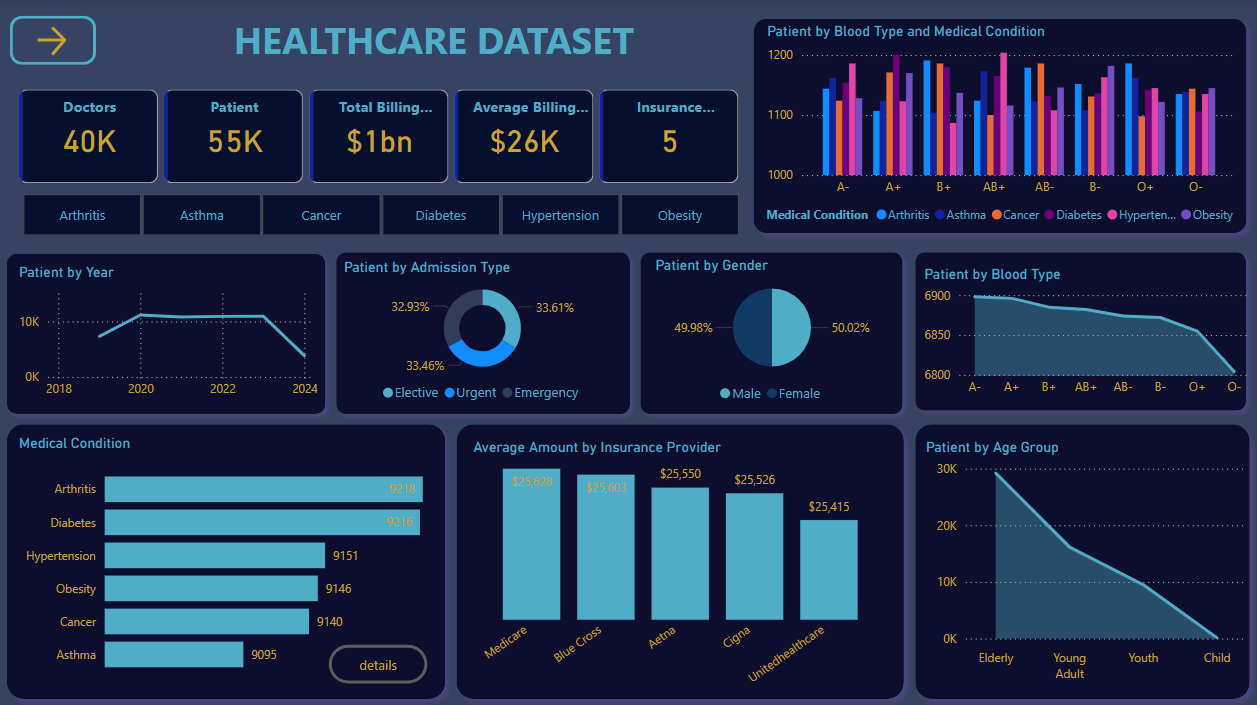 HEALTHCARE DATASET
Doctors
40K
Patient
55K
Total Billing...
$1bn
Average Billing...
$26K
Insurance...
5
Arthritis
Asthma
Cancer
Diabetes
Hypertension
Obesity
Patient by Blood Type and Medical Condition
1200
1100
1000
A-
A+
B+
AB+
AB-
B-
O+
O-
Medical Condition
Arthritis
Asthma
Cancer
Diabetes
Hyperten...
Obesity
Patient by Year
10K
0K
2018
2020
2022
2024
Patient by Admission Type
32.93%
33.61%
33.46%
Elective
Urgent
Emergency
Patient by Gender
49.98%
50.02%
Male
Female
Patient by Blood Type
6900
6850
6800
A-
A+
B+
AB+
AB-
B-
O+
O-
Medical Condition
Arthritis
9218
Diabetes
9216
Hypertension
9151
Obesity
9146
Cancer
9140
Asthma
9095
details
Average Amount by Insurance Provider
$25,628
$25,603
$25,550
$25,526
$25,415
Medicare
Blue Cross
Aetna
Cigna
Unitedhealthcare
Patient by Age Group
30K
20K
10K
0K
Elderly
Young
Adult
Youth
Child